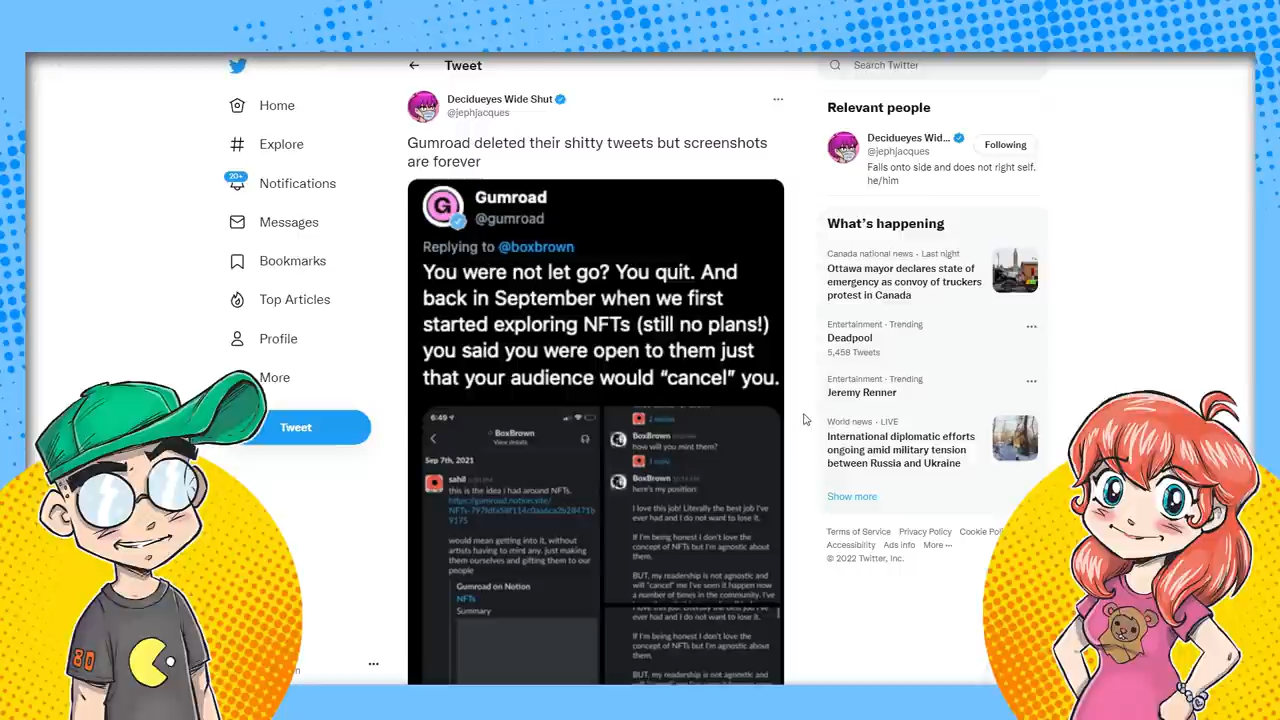 Tweet
Search Twitter
Home
Explore
20+
Notifications
Messages
Bookmarks
Top Articles
Profile
More
Tweet
Decidueyes Wide Shut
@jephjacques
Gumroad deleted their shitty tweets but screenshots
are forever
G
Gumroad
@gumroad
Replying to @boxbrown
You were not let go? You quit. And
back in September when we first
started exploring NFTs (still no plans!)
you said you were open to them just
that your audience would “cancel” you.
6:49
BoxBrown
View details
Sep 7th, 2021
sahil
this is the idea i had around NFTs.
would mean getting into it, without
artists having to mint any. just making
them ourselves and gifting them to our
people
Gumroad on Notion
NFTs
Summary
BoxBrown
how will you mint them?
BoxBrown
here's my position
I love this job! Literally the best job I've
ever had and I do not want to lose it.
If I'm being honest I don't love the
concept of NFTs but I'm agnostic about
them.
BUT, my readership is not agnostic and
will "cancel" me I've seen it happen now
a number of times in the community. I've
ever had and I do not want to lose it.
If I'm being honest I don't love the
concept of NFTs but I'm agnostic about
them.
BUT, my readership is not agnostic and
Relevant people
Decidueyes Wid...
@jephjacques
Following
Falls onto side and does not right self.
he/him
What’s happening
Canada national news · Last night
Ottawa mayor declares state of
emergency as convoy of truckers
protest in Canada
Entertainment · Trending
Deadpool
5,458 Tweets
Entertainment · Trending
Jeremy Renner
World news · LIVE
International diplomatic efforts
ongoing amid military tension
between Russia and Ukraine
Show more
Terms of Service Privacy Policy Cookie Pol
Accessibility Ads info More
© 2022 Twitter, Inc.
80